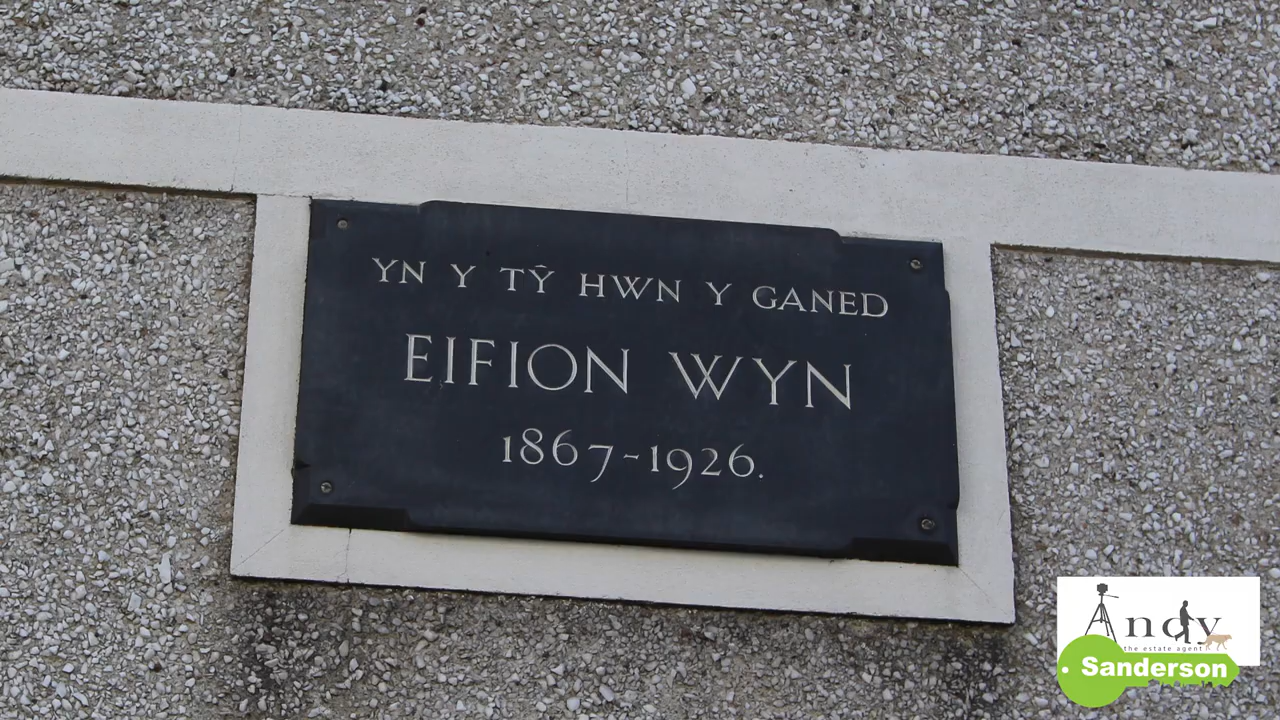 YN Y TŶ HWN Y GANED
EIFION WYN
1867-1926.
Andy
the estate agent
Sanderson